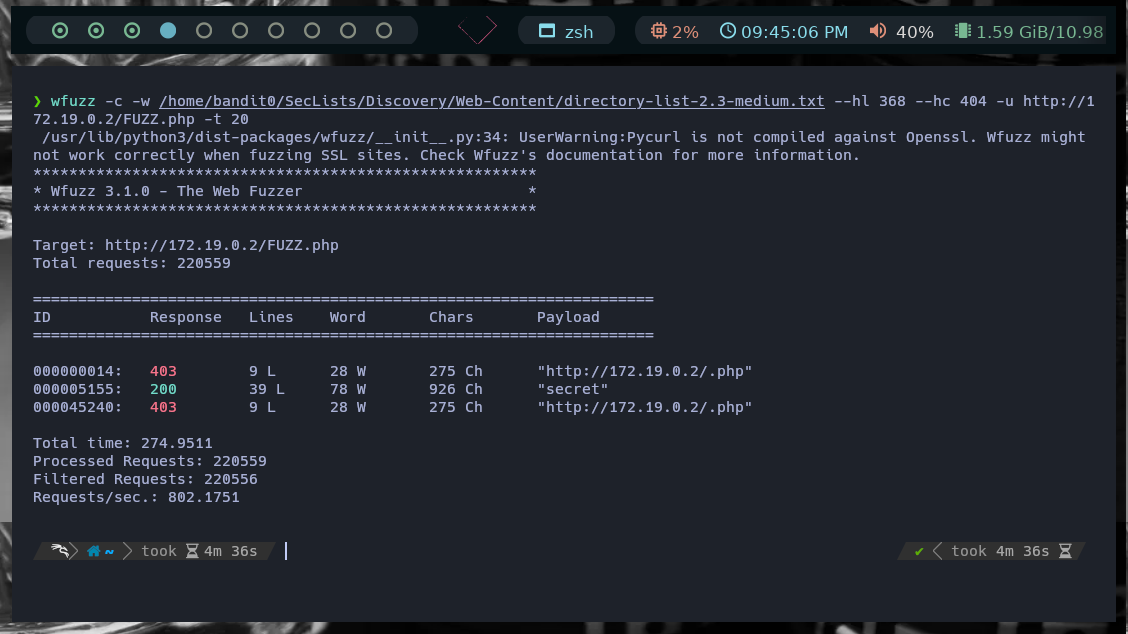 zsh
2%
09:45:06 PM
40%
1.59 GiB/10.98
❯ wfuzz -c -w /home/bandit0/SecLists/Discovery/Web-Content/directory-list-2.3-medium.txt --hl 368 --hc 404 -u http://1
72.19.0.2/FUZZ.php -t 20
/usr/lib/python3/dist-packages/wfuzz/__init__.py:34: UserWarning:Pycurl is not compiled against Openssl. Wfuzz might
not work correctly when fuzzing SSL sites. Check Wfuzz's documentation for more information.
********************************************************
* Wfuzz 3.1.0 - The Web Fuzzer                         *
********************************************************
Target: http://172.19.0.2/FUZZ.php
Total requests: 220559
=====================================================================
ID           Response   Lines    Word       Chars       Payload
=====================================================================
000000014:   403        9 L      28 W       275 Ch      "http://172.19.0.2/.php"
000005155:   200        39 L     78 W       926 Ch      "secret"
000045240:   403        9 L      28 W       275 Ch      "http://172.19.0.2/.php"
Total time: 274.9511
Processed Requests: 220559
Filtered Requests: 220556
Requests/sec.: 802.1751
~ took 4m 36s
✔ took 4m 36s